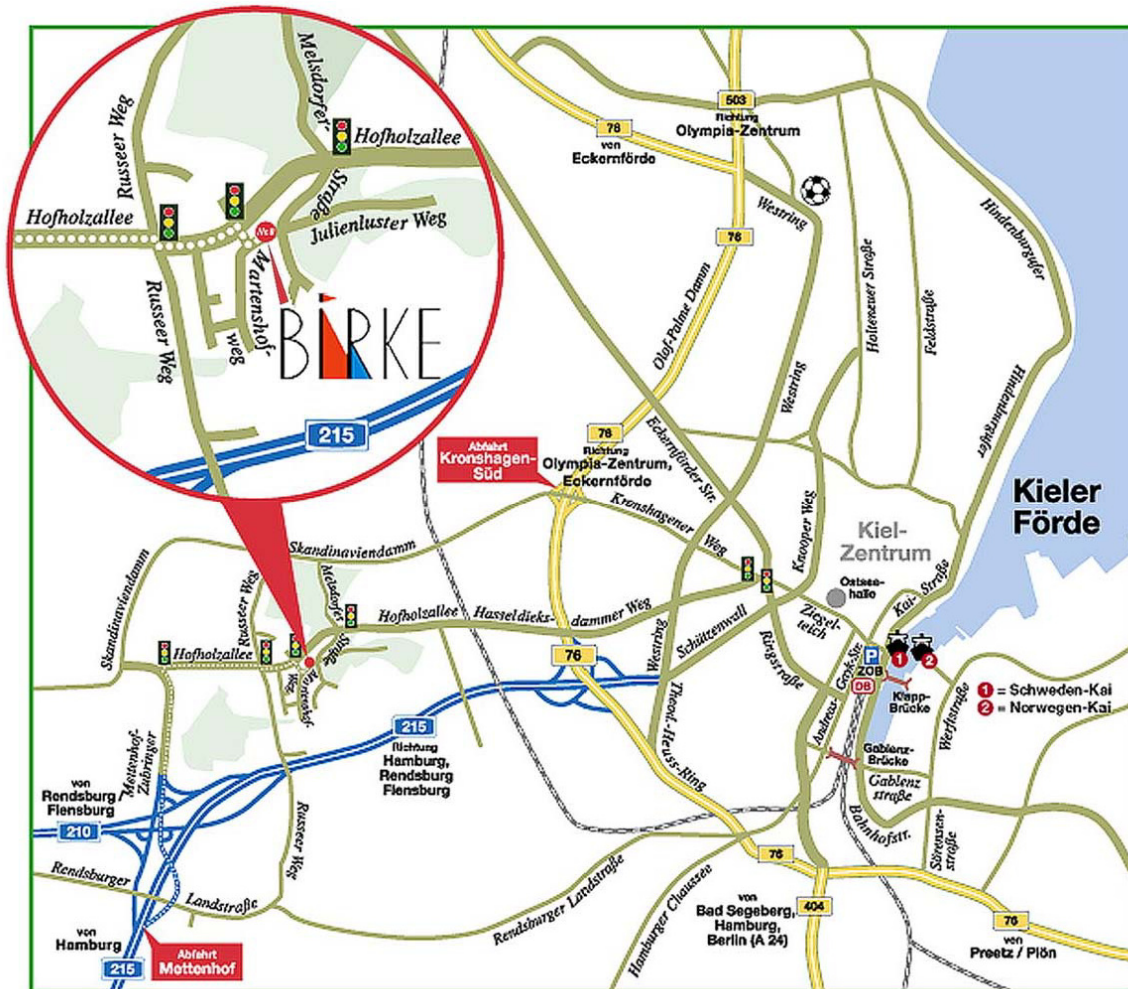 Russeer Weg
Melsdorfer
Straße
Hofholzallee
Hofholzallee
Julienluster Weg
Nr.8
Martenshof-
weg
Russeer Weg
BIRKE
215
503
Richtung
Olympia-Zentrum
76
von
Eckernförde
Westring
76
Olof-Palme Damm
Hindenburgufer
Holtenauer Straße
Feldstraße
Westring
Hindenburgufer
76
Richtung
Olympia-Zentrum,
Eckernförde
Abfahrt
Kronshagen-
Süd
Eckernförder Str.
Kronshagener
Weg
Knooper Weg
Kieler
Förde
Kiel-
Zentrum
Ostsee-
halle
Skandinaviendamm
Skandinaviendamm
Russeer Weg
Melsdorfer
Straße
Hofholzallee
Hasseldieks-
dammer Weg
Hofholzallee
Martenshof-
Weg
Westring
Schützenwall
Ziegel-
teich
Kai-
Straße
Ringstraße
76
P
ZOB
DB
1
2
Klapp-
Brücke
1 = Schweden-Kai
2 = Norwegen-Kai
Werftstraße
Andreas-
Gayk-Str.
Gablenz-
Brücke
Gablenz
straße
Theod.-Heuss-Ring
215
Richtung
Hamburg,
Rendsburg
Flensburg
Mettenhof-
Zubringer
von
Rendsburg
Flensburg
210
Russeer Weg
Bahnhofstr.
Sörensen-
straße
Rendsburger
Landstraße
Rendsburger Landstraße
Hamburger Chaussee
76
von
Bad Segeberg,
Hamburg,
Berlin (A 24)
404
76
von
Preetz / Plön
von
Hamburg
215
Abfahrt
Mettenhof